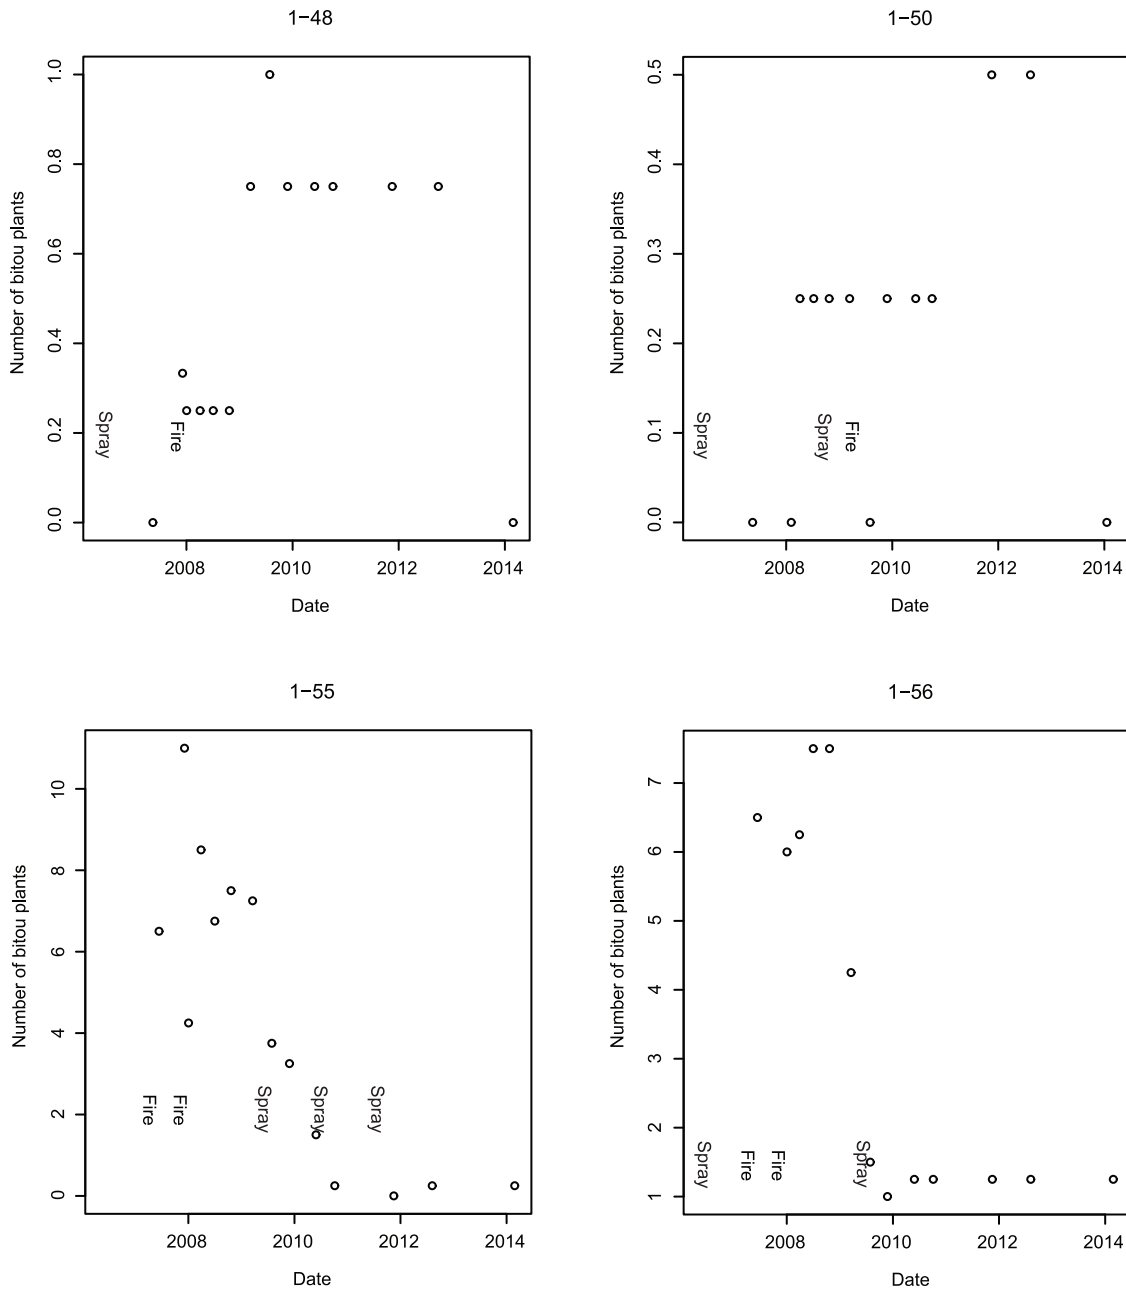 1−48
1.0
0.8
0.6
0.4
0.2
0.0
Number of bitou plants
Spray
Fire
2008 2010 2012 2014
Date
1−50
0.5
0.4
0.3
0.2
0.1
0.0
Number of bitou plants
Spray
Spray
Fire
2008 2010 2012 2014
Date
1−55
10
8
6
4
2
0
Number of bitou plants
Fire
Fire
Spray
Spray
Spray
2008 2010 2012 2014
Date
1−56
7
6
5
4
3
2
1
Number of bitou plants
Spray
Fire
Fire
Spray
2008 2010 2012 2014
Date